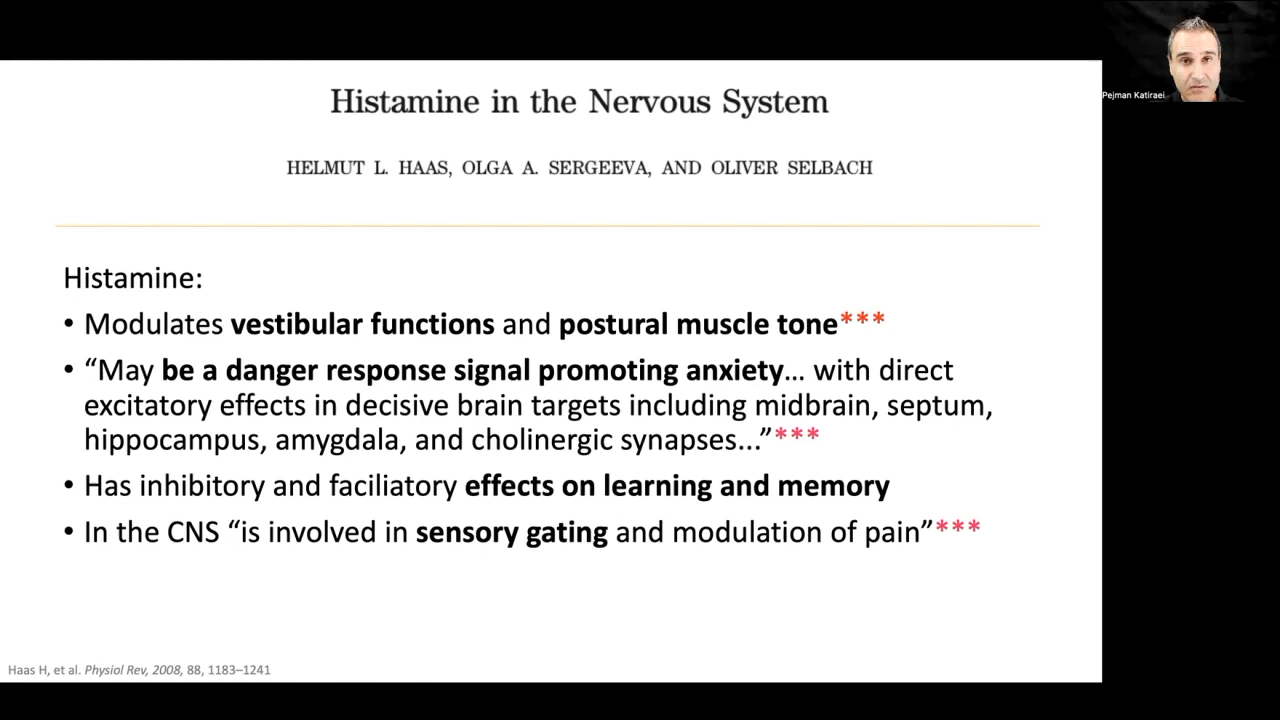 Histamine in the Nervous System
HELMUT L. HAAS, OLGA A. SERGEEVA, AND OLIVER SELBACH
Histamine:
• Modulates vestibular functions and postural muscle tone***
• “May be a danger response signal promoting anxiety… with direct
excitatory effects in decisive brain targets including midbrain, septum,
hippocampus, amygdala, and cholinergic synapses...”***
• Has inhibitory and faciliatory effects on learning and memory
• In the CNS “is involved in sensory gating and modulation of pain”***
Haas H, et al. Physiol Rev, 2008, 88, 1183–1241
Pejman Katiraei